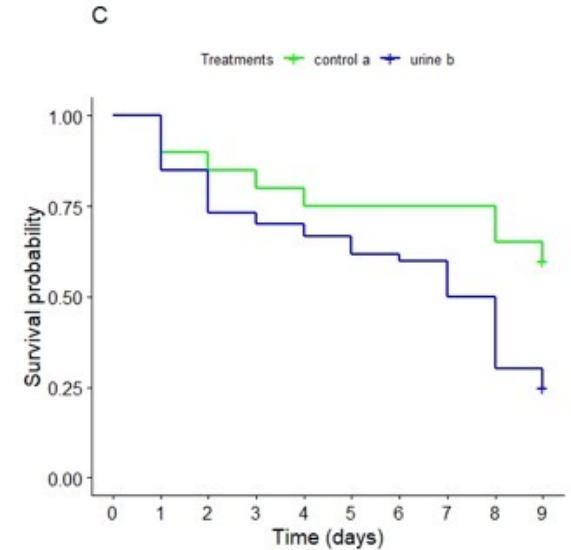 C
Treatments control a urine b
1.00
0.75
0.50
0.25
0.00
Survival probability
0 1 2 3 4 5 6 7 8 9
Time (days)